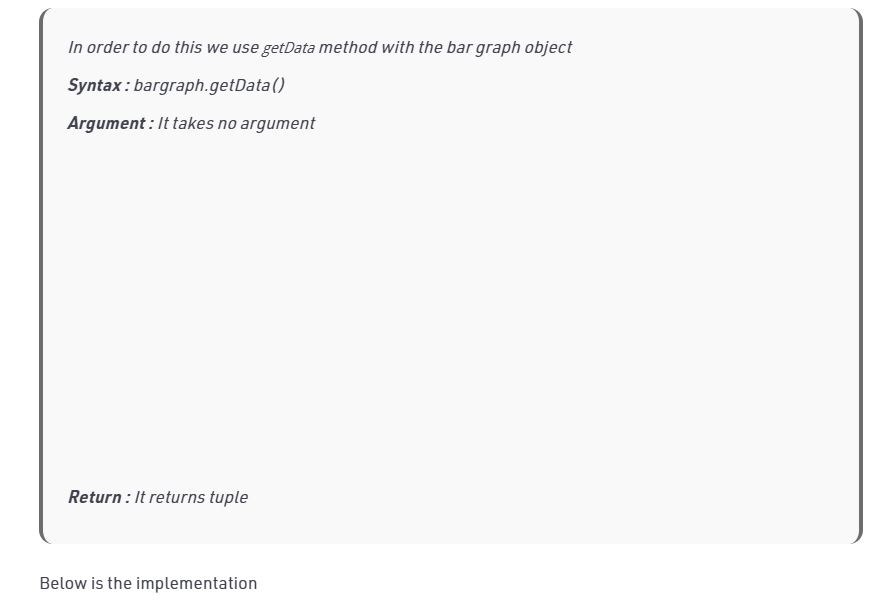 In order to do this we use getData method with the bar graph object
Syntax : bargraph.getData()
Argument : It takes no argument
Return : It returns tuple
Below is the implementation